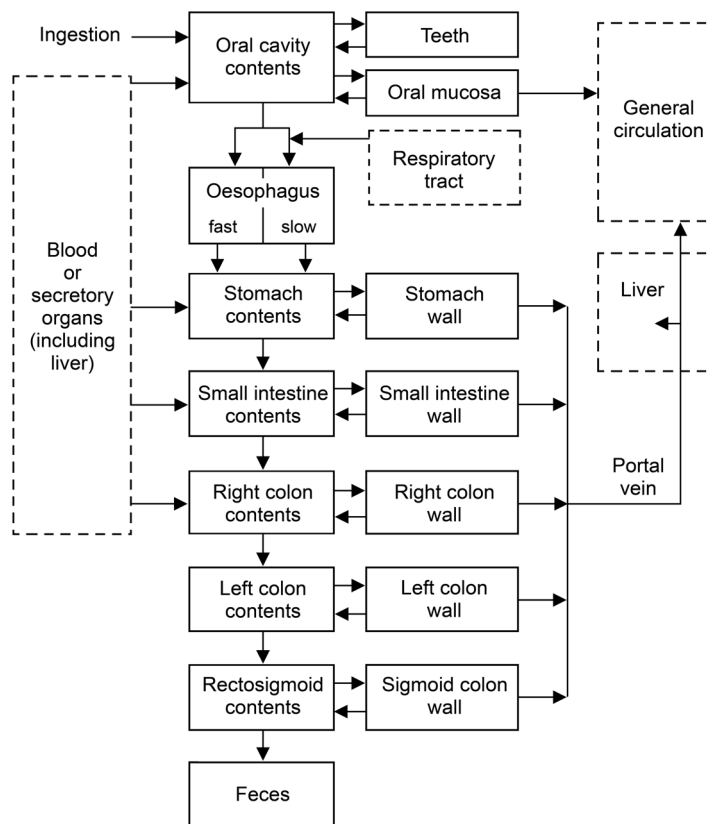 Ingestion
Oral cavity
contents
Teeth
Oral mucosa
General
circulation
Respiratory
tract
Oesophagus
fast
slow
Blood
or
secretory
organs
(including
liver)
Stomach
contents
Stomach
wall
Liver
Small intestine
contents
Small intestine
wall
Portal
vein
Right colon
contents
Right colon
wall
Left colon
contents
Left colon
wall
Rectosigmoid
contents
Sigmoid colon
wall
Feces